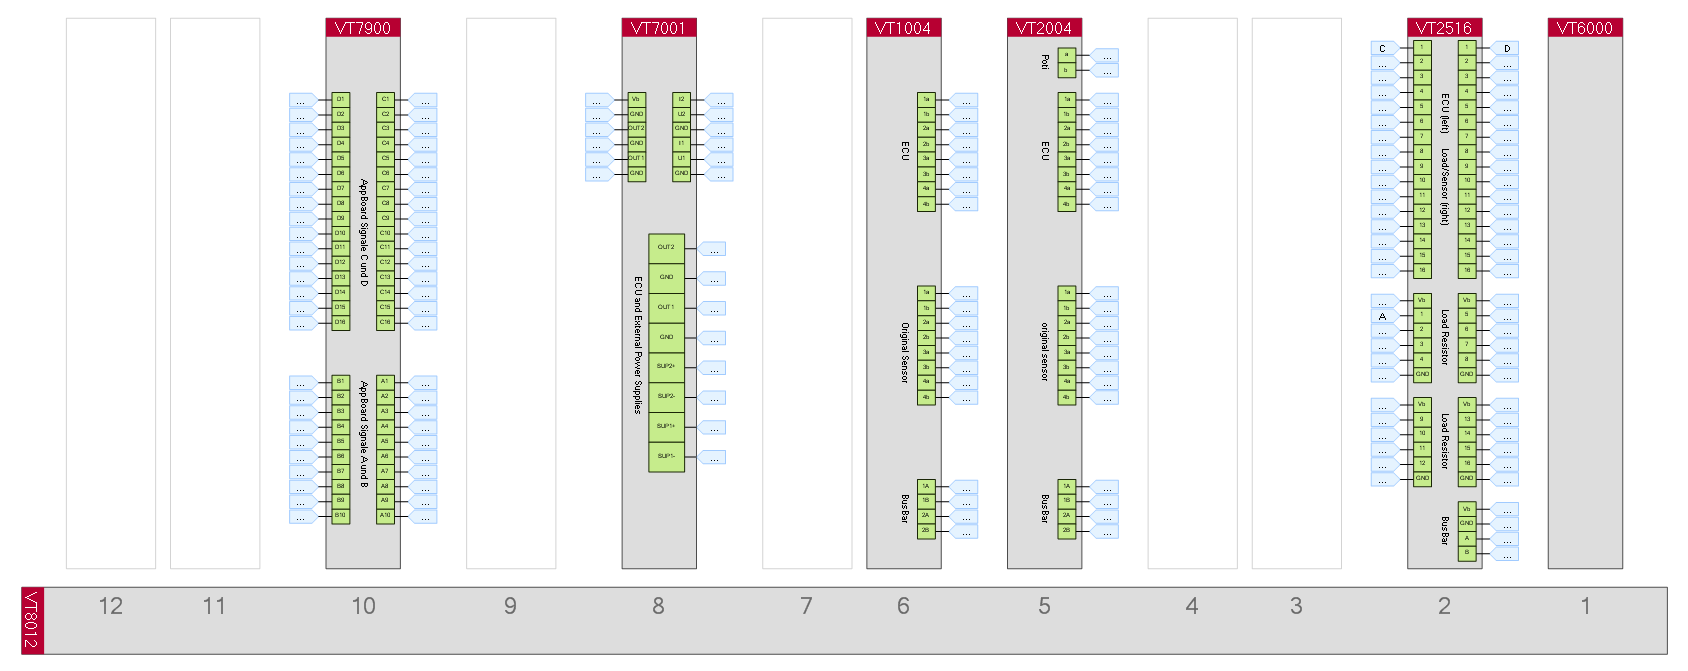 VT7900 VT7001 VT1004 VT2004 VT2516 VT6000
... D1 C1 ...
... D2 C2 ...
... D3 C3 ...
... D4 C4 ...
... D5 C5 ...
... D6 C6 ...
... D7 C7 ...
... D8 C8 ...
... D9 C9 ...
... D10 C10 ...
... D11 C11 ...
... D12 C12 ...
... D13 C13 ...
... D14 C14 ...
... D15 C15 ...
... D16 C16 ...
AppBoard Signale C und D
... B1 A1 ...
... B2 A2 ...
... B3 A3 ...
... B4 A4 ...
... B5 A5 ...
... B6 A6 ...
... B7 A7 ...
... B8 A8 ...
... B9 A9 ...
... B10 A10 ...
AppBoard Signale A und B
... Vb I2 ...
... GND U2 ...
... OUT2 GND ...
... GND I1 ...
... OUT1 U1 ...
... GND GND ...
ECU and External Power Supplies
OUT2 ...
GND ...
OUT1 ...
GND ...
SUP2+ ...
SUP2- ...
SUP1+ ...
SUP1- ...
ECU
1a ...
1b ...
2a ...
2b ...
3a ...
3b ...
4a ...
4b ...
Original Sensor
1a ...
1b ...
2a ...
2b ...
3a ...
3b ...
4a ...
4b ...
Bus Bar
1A ...
1B ...
2A ...
2B ...
Poti
a ...
b ...
ECU
1a ...
1b ...
2a ...
2b ...
3a ...
3b ...
4a ...
4b ...
original sensor
1a ...
1b ...
2a ...
2b ...
3a ...
3b ...
4a ...
4b ...
Bus Bar
1A ...
1B ...
2A ...
2B ...
ECU (left) Load/Sensor (right)
C 1 1 D
... 2 2 ...
... 3 3 ...
... 4 4 ...
... 5 5 ...
... 6 6 ...
... 7 7 ...
... 8 8 ...
... 9 9 ...
... 10 10 ...
... 11 11 ...
... 12 12 ...
... 13 13 ...
... 14 14 ...
... 15 15 ...
... 16 16 ...
Load Resistor
... Vb Vb ...
A 1 5 ...
... 2 6 ...
... 3 7 ...
... 4 8 ...
... GND GND ...
Load Resistor
... Vb Vb ...
... 9 13 ...
... 10 14 ...
... 11 15 ...
... 12 16 ...
... GND GND ...
Bus Bar
Vb ...
GND ...
A ...
B ...
VT8012
12 11 10 9 8 7 6 5 4 3 2 1